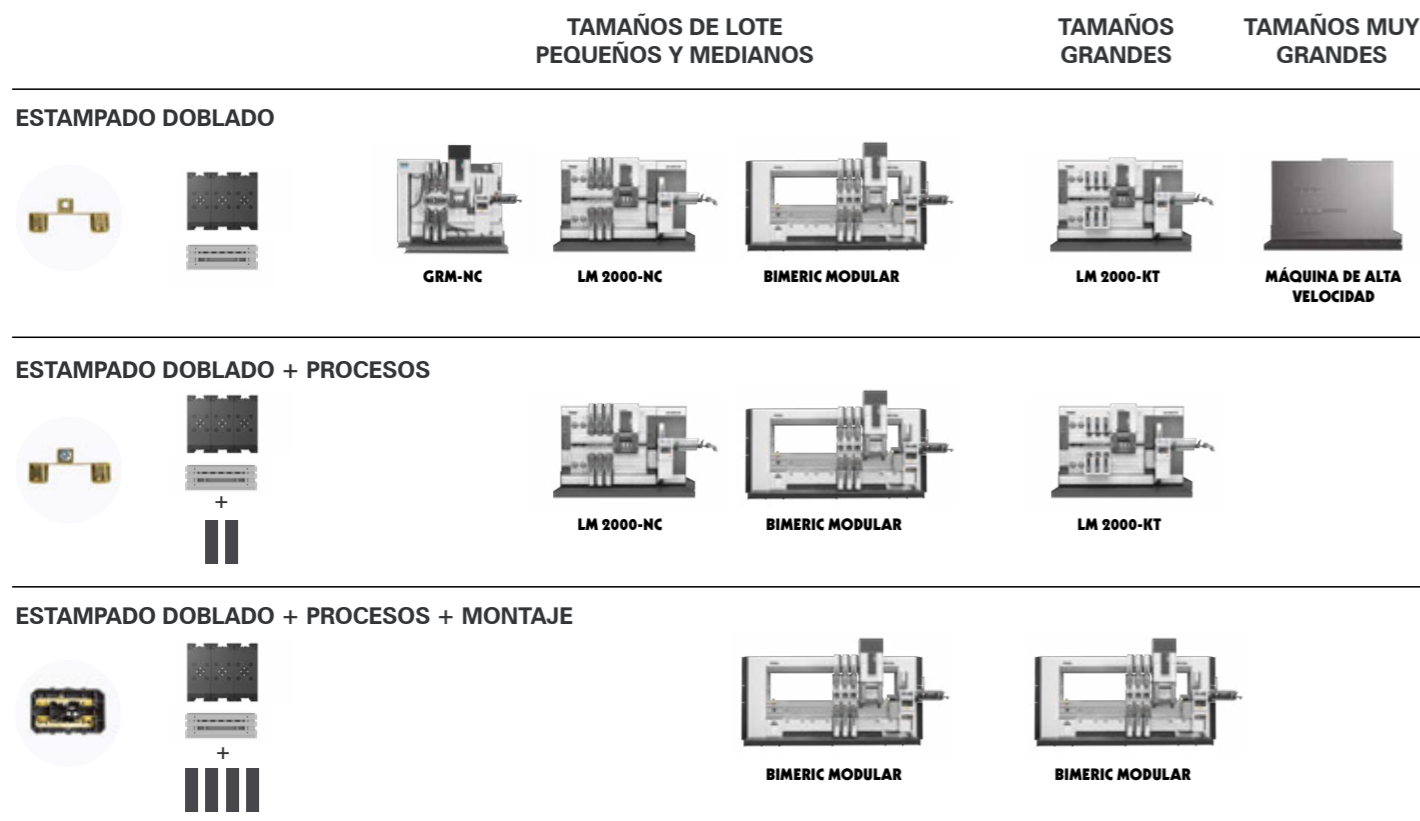 TAMAÑOS DE LOTE
PEQUEÑOS Y MEDIANOS
TAMAÑOS
GRANDES
TAMAÑOS MUY
GRANDES
ESTAMPADO DOBLADO
GRM-NC
LM 2000-NC
BIMERIC MODULAR
LM 2000-KT
MÁQUINA DE ALTA
VELOCIDAD
ESTAMPADO DOBLADO + PROCESOS
+
LM 2000-NC
BIMERIC MODULAR
LM 2000-KT
ESTAMPADO DOBLADO + PROCESOS + MONTAJE
+
BIMERIC MODULAR
BIMERIC MODULAR